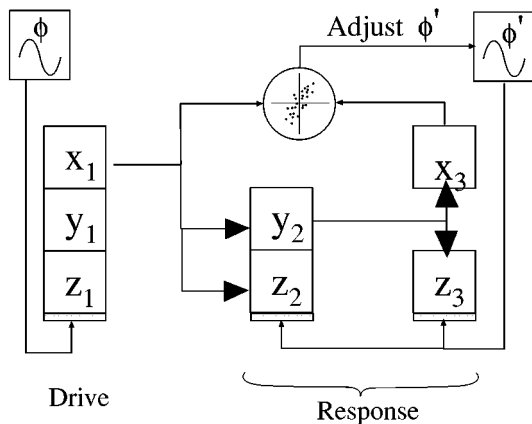 ϕ
Adjust ϕ'
ϕ'
x₁
y₁
z₁
y₂
z₂
x₃
z₃
Drive
Response